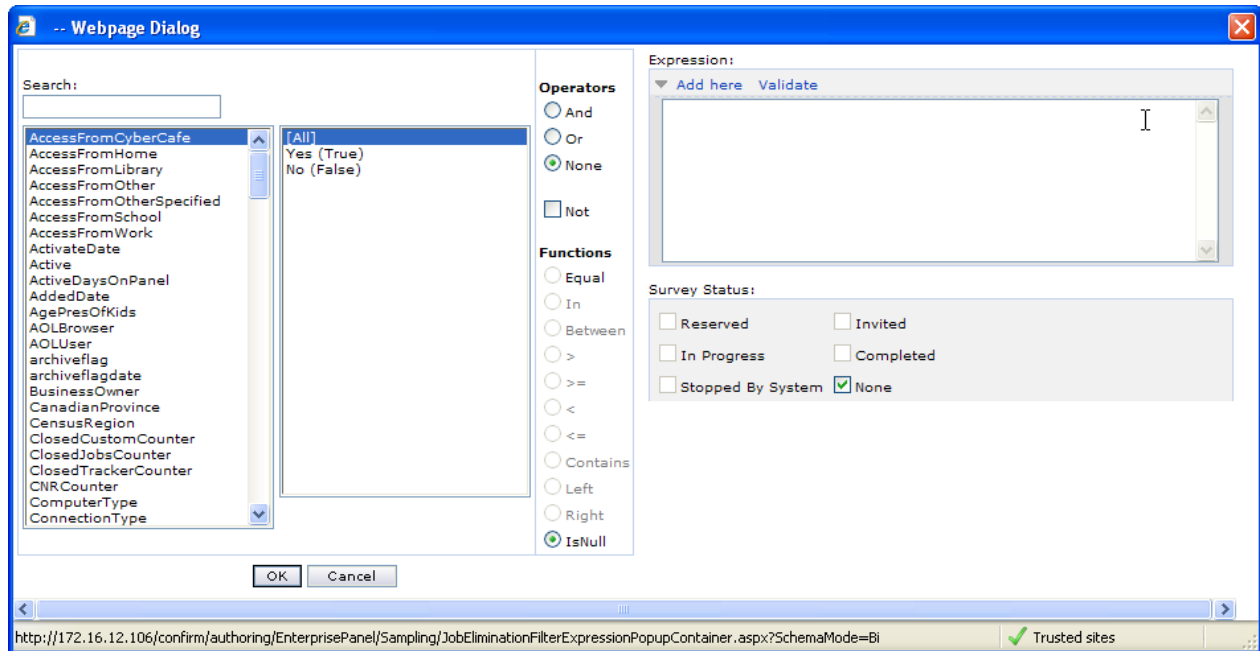 -- Webpage Dialog
Search:
AccessFromCyberCafe
AccessFromHome
AccessFromLibrary
AccessFromOther
AccessFromOtherSpecified
AccessFromSchool
AccessFromWork
ActivateDate
Active
ActiveDaysOnPanel
AddedDate
AgePresOfKids
AOLBrowser
AOLUser
archiveflag
archiveflagdate
BusinessOwner
CanadianProvince
CensusRegion
ClosedCustomCounter
ClosedJobsCounter
ClosedTrackerCounter
CNRCounter
ComputerType
ConnectionType
[All]
Yes (True)
No (False)
Operators
And
Or
None
Not
Functions
Equal
In
Between
>
>=
<
<=
Contains
Left
Right
IsNull
Expression:
Add here Validate
Survey Status:
Reserved Invited
In Progress Completed
Stopped By System None
OK Cancel
http://172.16.12.106/confirm/authoring/EnterprisePanel/Sampling/JobEliminationFilterExpressionPopupContainer.aspx?SchemaMode=Bi Trusted sites